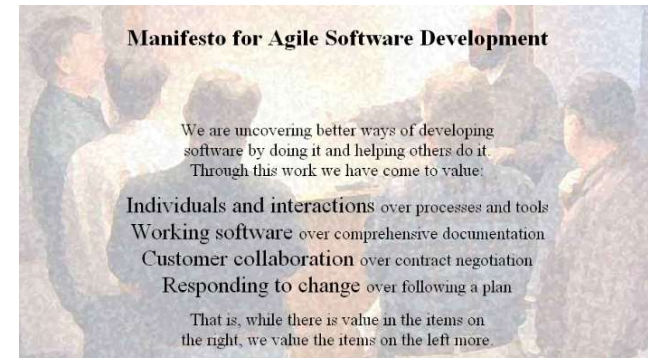 Manifesto for Agile Software Development
We are uncovering better ways of developing
software by doing it and helping others do it.
Through this work we have come to value:
Individuals and interactions over processes and tools
Working software over comprehensive documentation
Customer collaboration over contract negotiation
Responding to change over following a plan
That is, while there is value in the items on
the right, we value the items on the left more.